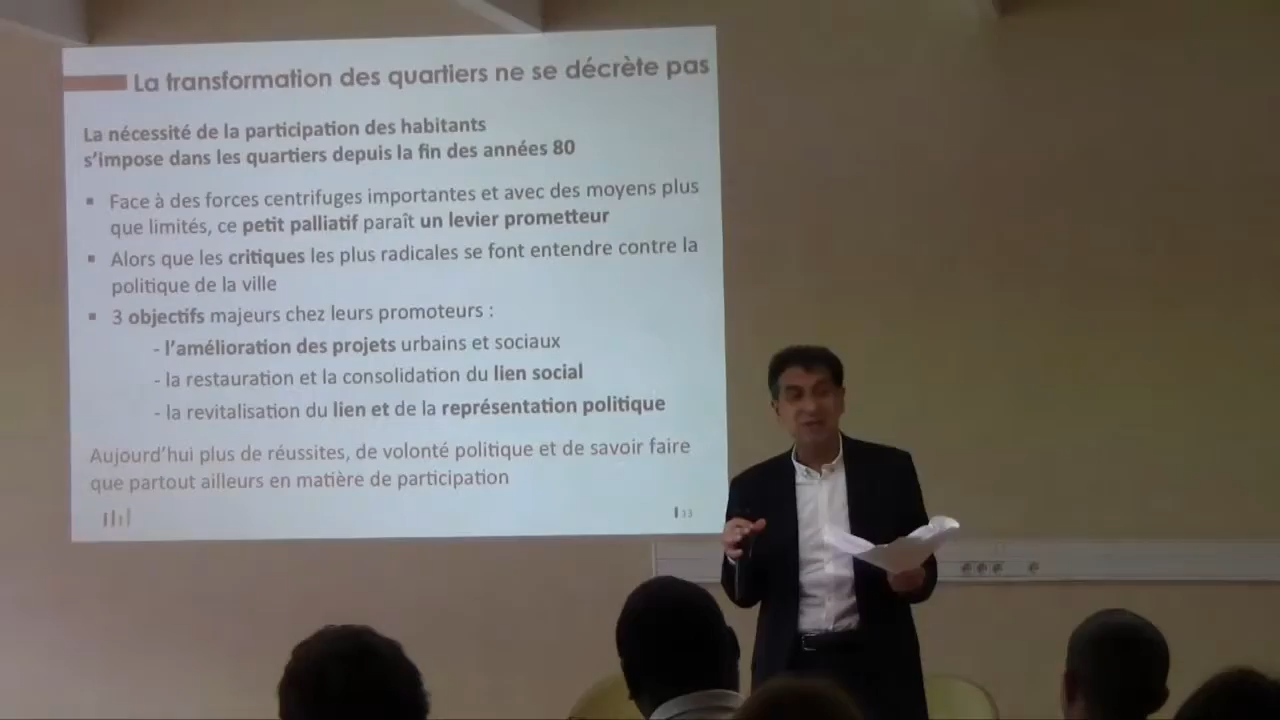 La transformation des quartiers ne se décrète pas
La nécessité de la participation des habitants
s'impose dans les quartiers depuis la fin des années 80
▪ Face à des forces centrifuges importantes et avec des moyens plus
que limités, ce petit palliatif paraît un levier prometteur
▪ Alors que les critiques les plus radicales se font entendre contre la
politique de la ville
▪ 3 objectifs majeurs chez leurs promoteurs :
- l'amélioration des projets urbains et sociaux
- la restauration et la consolidation du lien social
- la revitalisation du lien et de la représentation politique
Aujourd'hui plus de réussites, de volonté politique et de savoir faire
que partout ailleurs en matière de participation
13